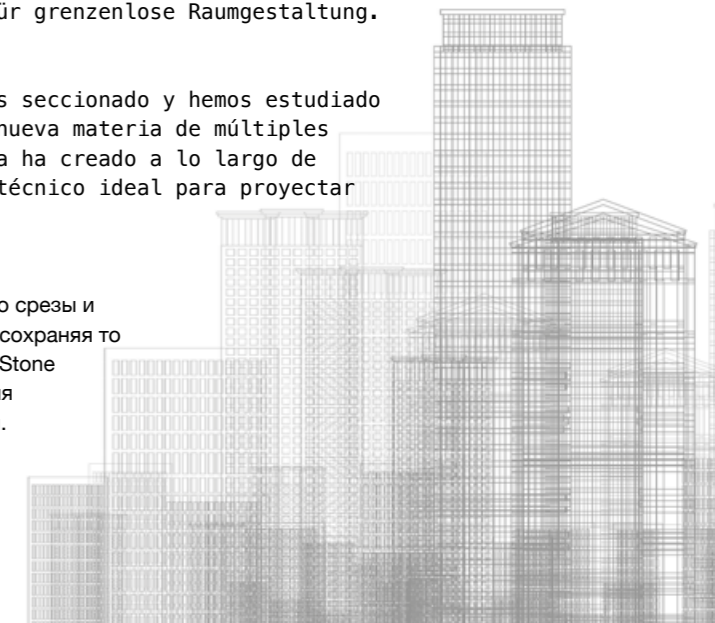 ür grenzenlose Raumgestaltung.
s seccionado y hemos estudiado
nueva materia de múltiples
a ha creado a lo largo de
técnico ideal para proyectar
о срезы и
сохраняя то
Stone
ия
.